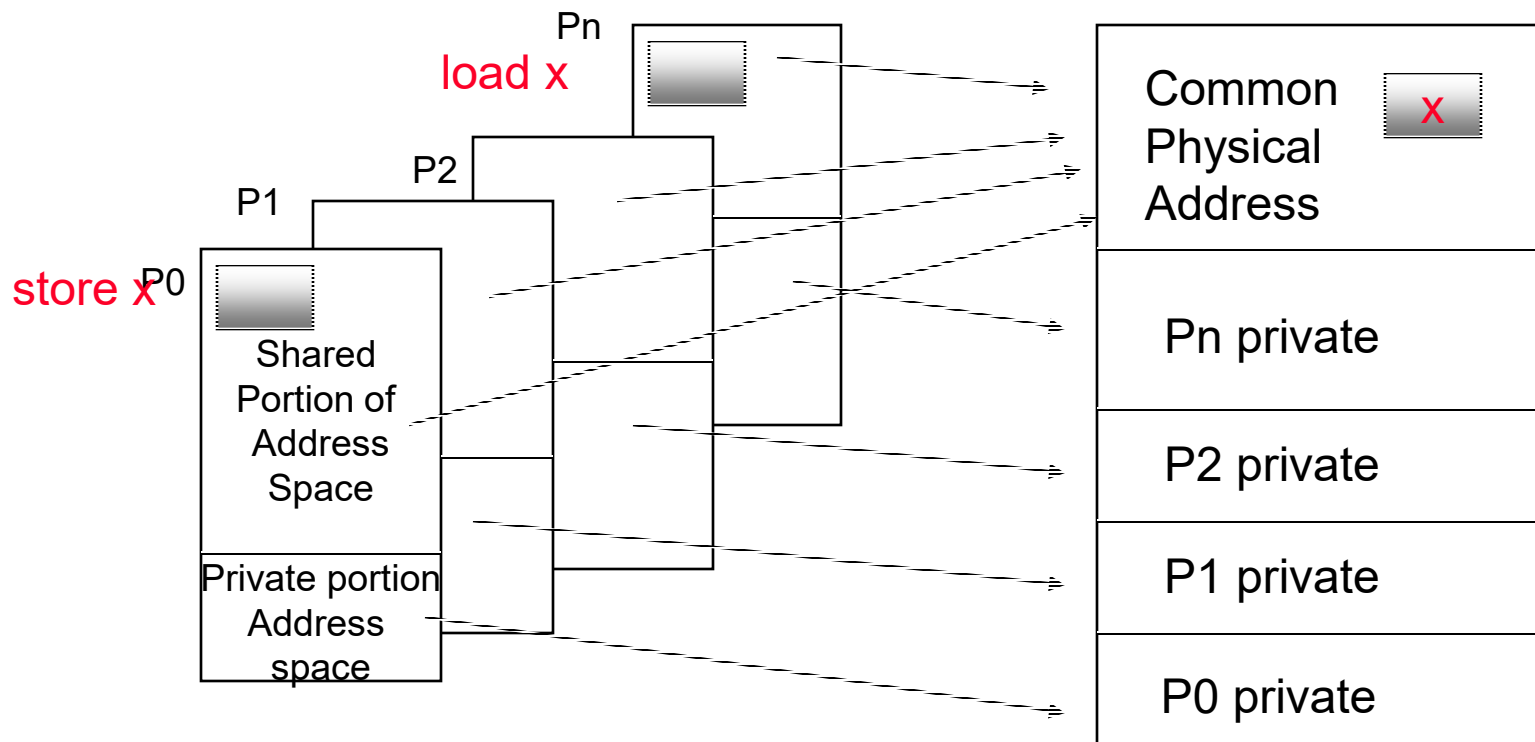 Pn
load x
P2
P1
store x
P0
Shared
Portion of
Address
Space
Private portion
Address
space
Common
Physical
Address
x
Pn private
P2 private
P1 private
P0 private